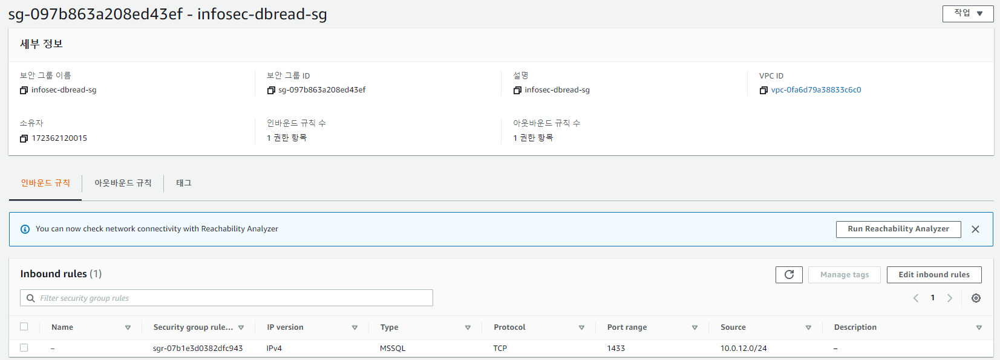 sg-097b863a208ed43ef - infosec-dbread-sg
작업
세부 정보
보안 그룹 이름
infosec-dbread-sg
보안 그룹 ID
sg-097b863a208ed43ef
설명
infosec-dbread-sg
VPC ID
vpc-0fa6d79a38833c6c0
소유자
172362120015
인바운드 규칙 수
1 권한 항목
아웃바운드 규칙 수
1 권한 항목
인바운드 규칙 아웃바운드 규칙 태그
You can now check network connectivity with Reachability Analyzer Run Reachability Analyzer
Inbound rules (1) Manage tags Edit inbound rules
Filter security group rules 1
Name Security group rule... IP version Type Protocol Port range Source Description
– sgr-07b1e3d0382dfc943 IPv4 MSSQL TCP 1433 10.0.12.0/24 –